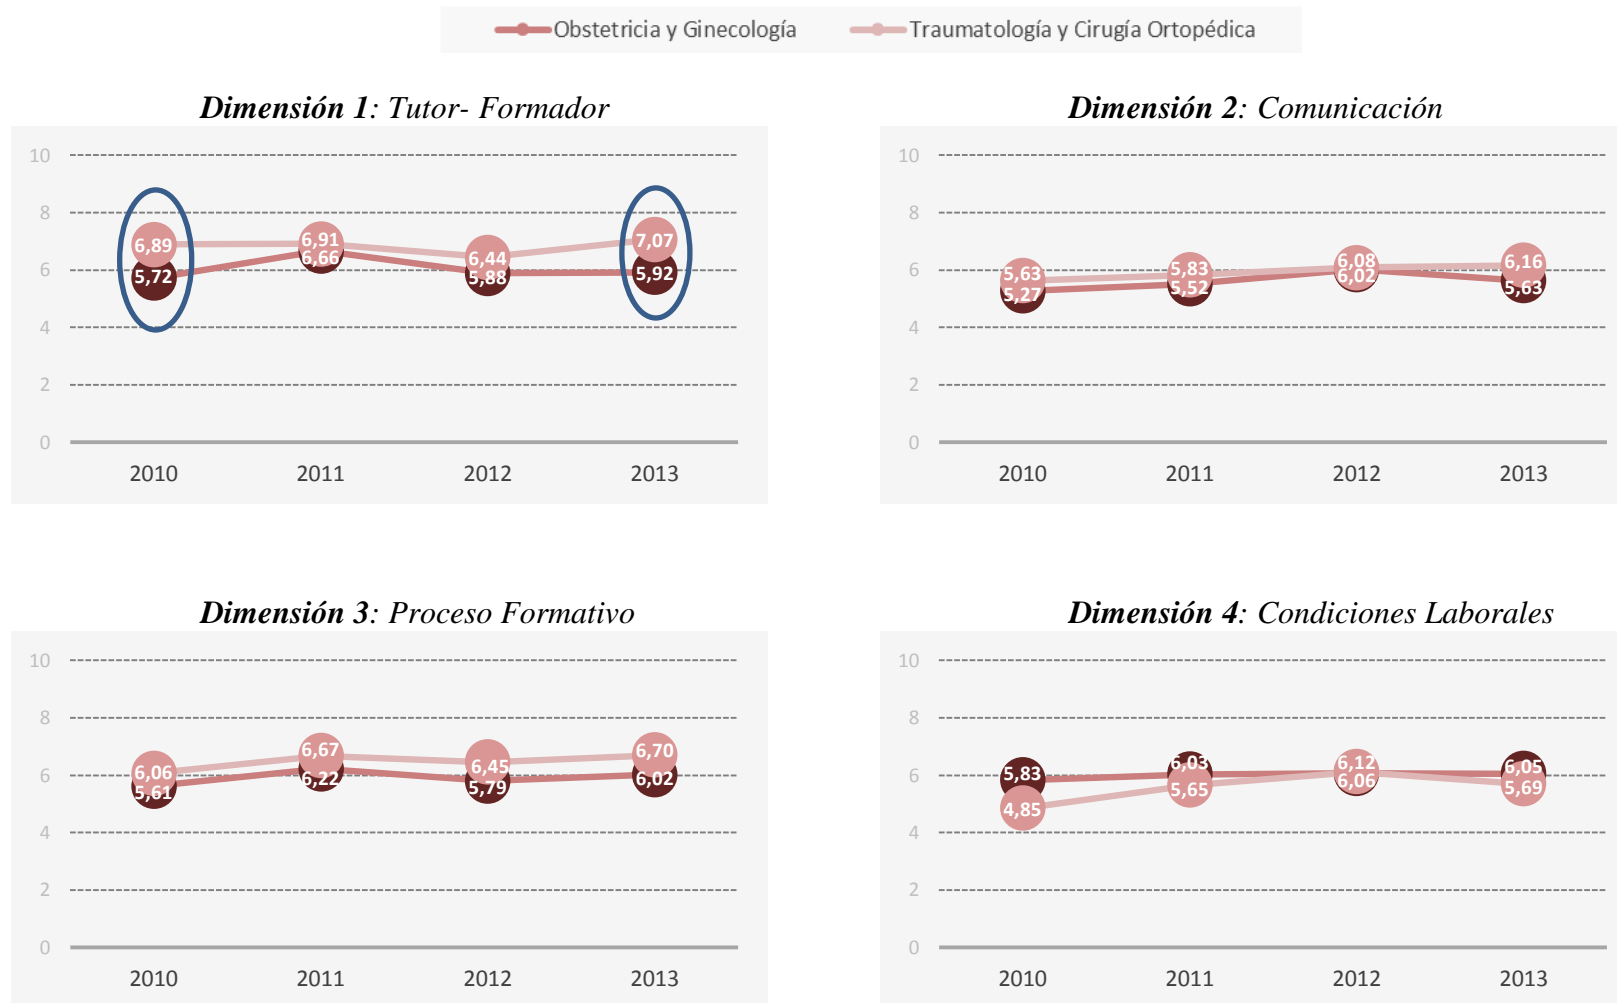 Obstetricia y Ginecología Traumatología y Cirugía Ortopédica
Dimensión 1: Tutor- Formador
10
8
6
4
2
0
6,89 6,91 6,44 7,07
5,72 6,66 5,88 5,92
2010 2011 2012 2013
Dimensión 2: Comunicación
10
8
6
4
2
0
5,63 5,83 6,08 6,16
5,27 5,52 6,02 5,63
2010 2011 2012 2013
Dimensión 3: Proceso Formativo
10
8
6
4
2
0
6,06 6,67 6,45 6,70
5,61 6,22 5,79 6,02
2010 2011 2012 2013
Dimensión 4: Condiciones Laborales
10
8
6
4
2
0
5,83 6,03 6,12 6,05
4,85 5,65 6,06 5,69
2010 2011 2012 2013